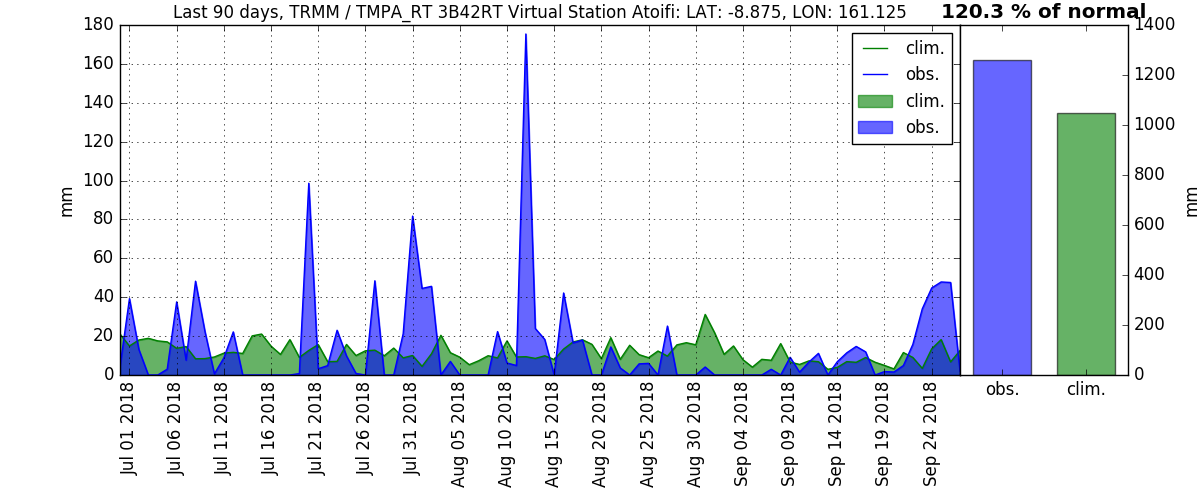 Last 90 days, TRMM / TMPA_RT 3B42RT Virtual Station Atoifi: LAT: -8.875, LON: 161.125
120.3 % of normal
180
160
140
120
100
80
60
40
20
0
mm
clim.
obs.
clim.
obs.
1400
1200
1000
800
600
400
200
0
mm
Jul 01 2018
Jul 06 2018
Jul 11 2018
Jul 16 2018
Jul 21 2018
Jul 26 2018
Jul 31 2018
Aug 05 2018
Aug 10 2018
Aug 15 2018
Aug 20 2018
Aug 25 2018
Aug 30 2018
Sep 04 2018
Sep 09 2018
Sep 14 2018
Sep 19 2018
Sep 24 2018
obs.
clim.